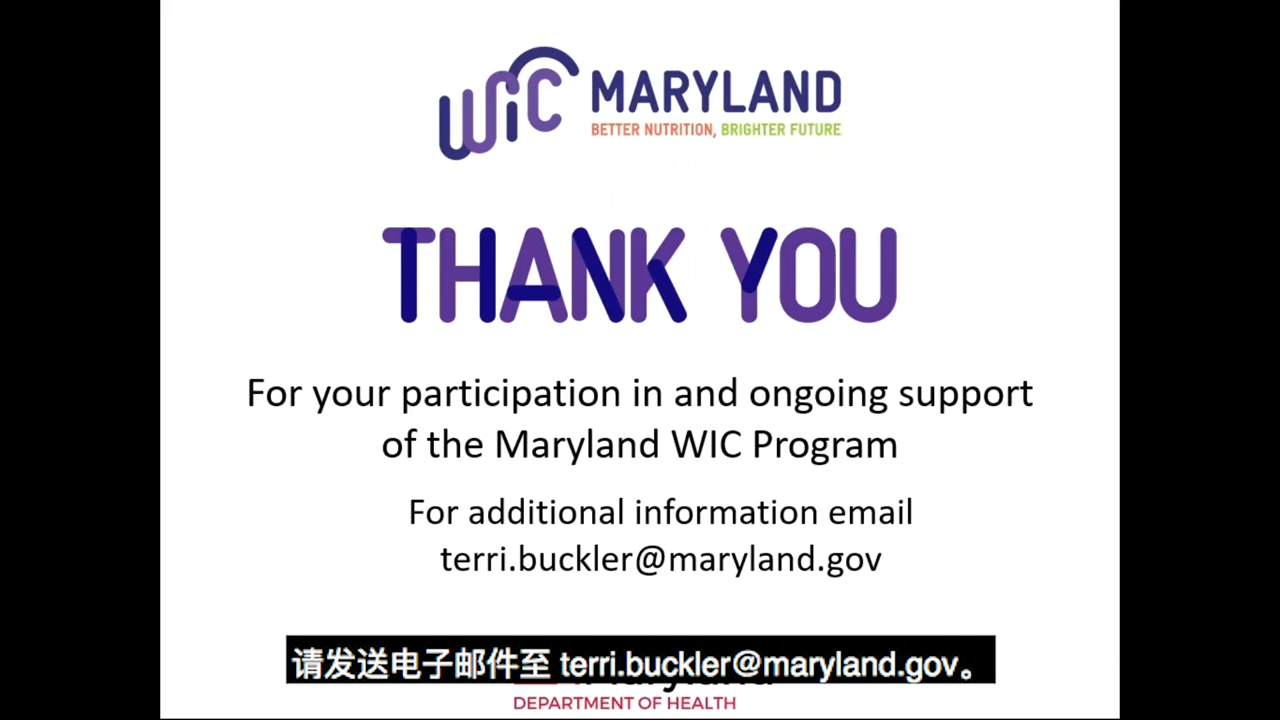 WIC MARYLAND
BETTER NUTRITION, BRIGHTER FUTURE
THANK YOU
For your participation in and ongoing support
of the Maryland WIC Program
For additional information email
terri.buckler@maryland.gov
请发送电子邮件至 terri.buckler@maryland.gov。
DEPARTMENT OF HEALTH